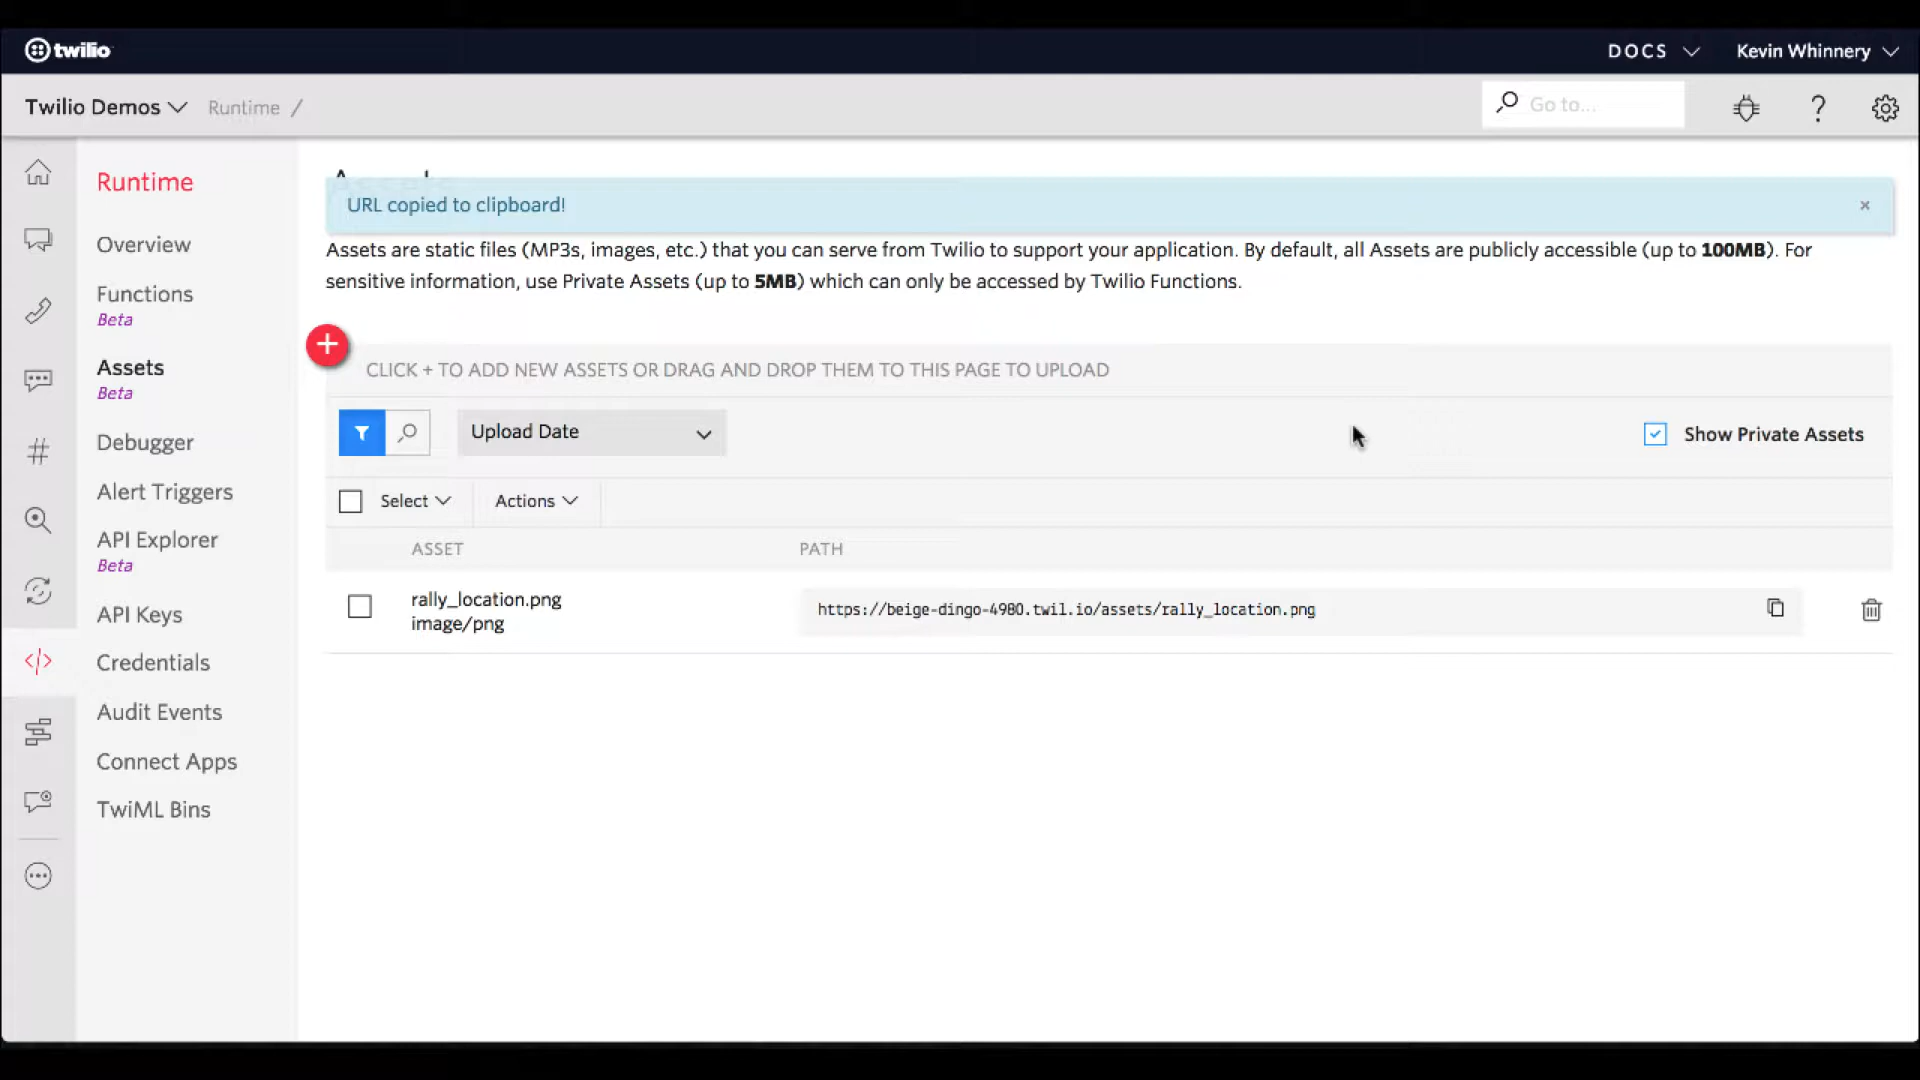 twilio
DOCS
Kevin Whinnery
Twilio Demos
Runtime /
Go to...
Runtime
Overview
Functions
Beta
Assets
Beta
Debugger
Alert Triggers
API Explorer
Beta
API Keys
Credentials
Audit Events
Connect Apps
TwiML Bins
Assets
URL copied to clipboard!
×
Assets are static files (MP3s, images, etc.) that you can serve from Twilio to support your application. By default, all Assets are publicly accessible (up to 100MB). For
sensitive information, use Private Assets (up to 5MB) which can only be accessed by Twilio Functions.
CLICK + TO ADD NEW ASSETS OR DRAG AND DROP THEM TO THIS PAGE TO UPLOAD
Upload Date
Show Private Assets
Select
Actions
ASSET
PATH
rally_location.png
image/png
https://beige-dingo-4980.twil.io/assets/rally_location.png